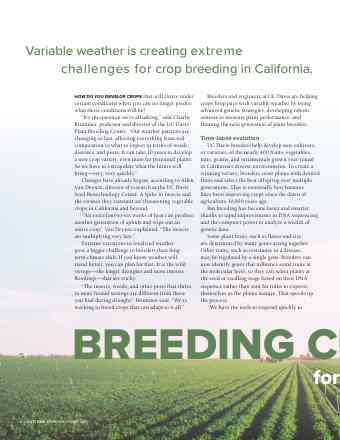 Variable weather is creating extreme
challenges for crop breeding in California.
HOW DO YOU DEVELOP CROPS that will thrive under
certain conditions when you can no longer predict
what those conditions will be?
"It's the question we're all asking," said Charlie
Brummer, professor and director of the UC Davis
Plant Breeding Center. "Our weather patterns are
changing so fast, affecting everything from soil
composition to what to expect in terms of weeds,
diseases and pests. It can take 10 years to develop
a new crop variety, even more for perennial plants.
So we have to anticipate what the future will
bring—very, very quickly."
Changes have already begun, according to Allen
Van Deynze, director of research at the UC Davis
Seed Biotechnology Center. A spike in insects and
the viruses they transmit are threatening vegetable
crops in California and beyond.
"An extra four-to-six weeks of heat can produce
another generation of aphids and wipe out an
entire crop," Van Deynze explained. "The insects
are multiplying very fast."
Extreme variations in localized weather
pose a bigger challenge to breeders than long-
term climate shift. If you know weather will
trend hotter, you can plan for that. It is the wild
swings—the longer droughts and more intense
floodings—that are tricky.
"The insects, weeds, and other pests that thrive
in more humid settings are different from those
you had during drought," Brummer said. "We're
working to breed crops that can adapt to it all."
Breeders and engineers at UC Davis are helping
crops keep pace with variable weather by using
advanced genetic strategies, developing robotic
sensors to measure plant performance, and
training the next generation of plant breeders.
Time-lapse evolution
UC Davis breeders help develop new cultivars,
or varieties, of the nearly 400 fruits, vegetables,
nuts, grains, and ornamentals grown year-round
in California's diverse environments. To create a
winning variety, breeders cross plants with desired
traits and select the best offspring over multiple
generations. That is essentially how humans
have been improving crops since the dawn of
agriculture 10,000 years ago.
But breeding has become faster and smarter
thanks to rapid improvements in DNA sequencing
and the computer power to analyze a wealth of
genetic data.
Some plant traits, such as flavor and size,
are determined by many genes acting together.
Other traits, such as resistance to a disease,
may be regulated by a single gene. Breeders can
now identify genes that influence some traits at
the molecular level, so they can select plants at
the seed or seedling stage based on their DNA
sequence rather than wait for traits to express
themselves as the plants mature. That speeds up
the process.
"We have the tools to respond quickly to
BREEDING C
for